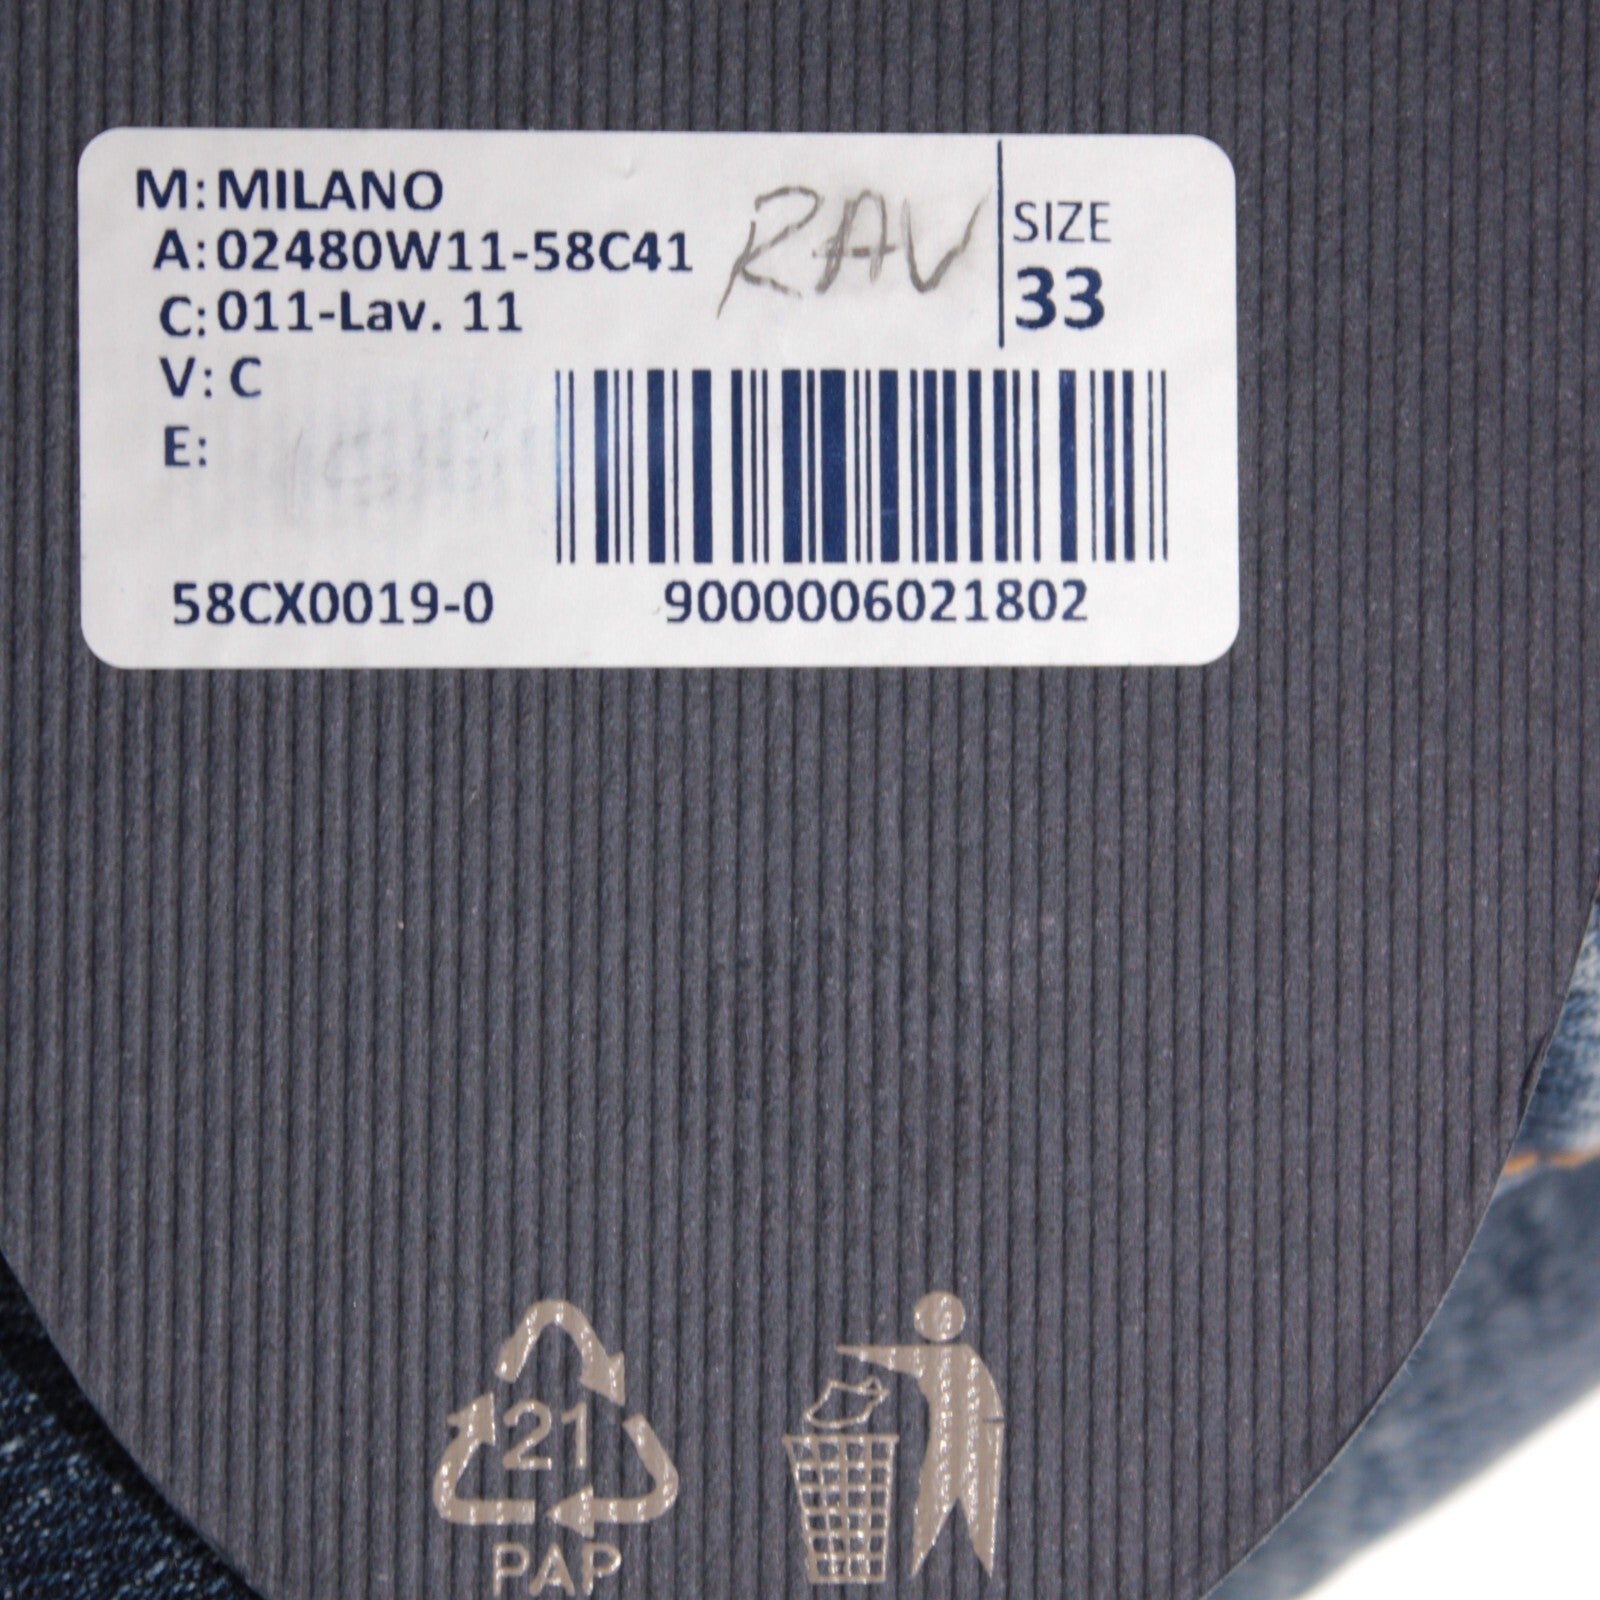 M: MILANO
A: 02480W11-58C41
RAV
SIZE
33
C: 011-Lav. 11
V: C
E:
58CX0019-0
9000006021802
21
PAP